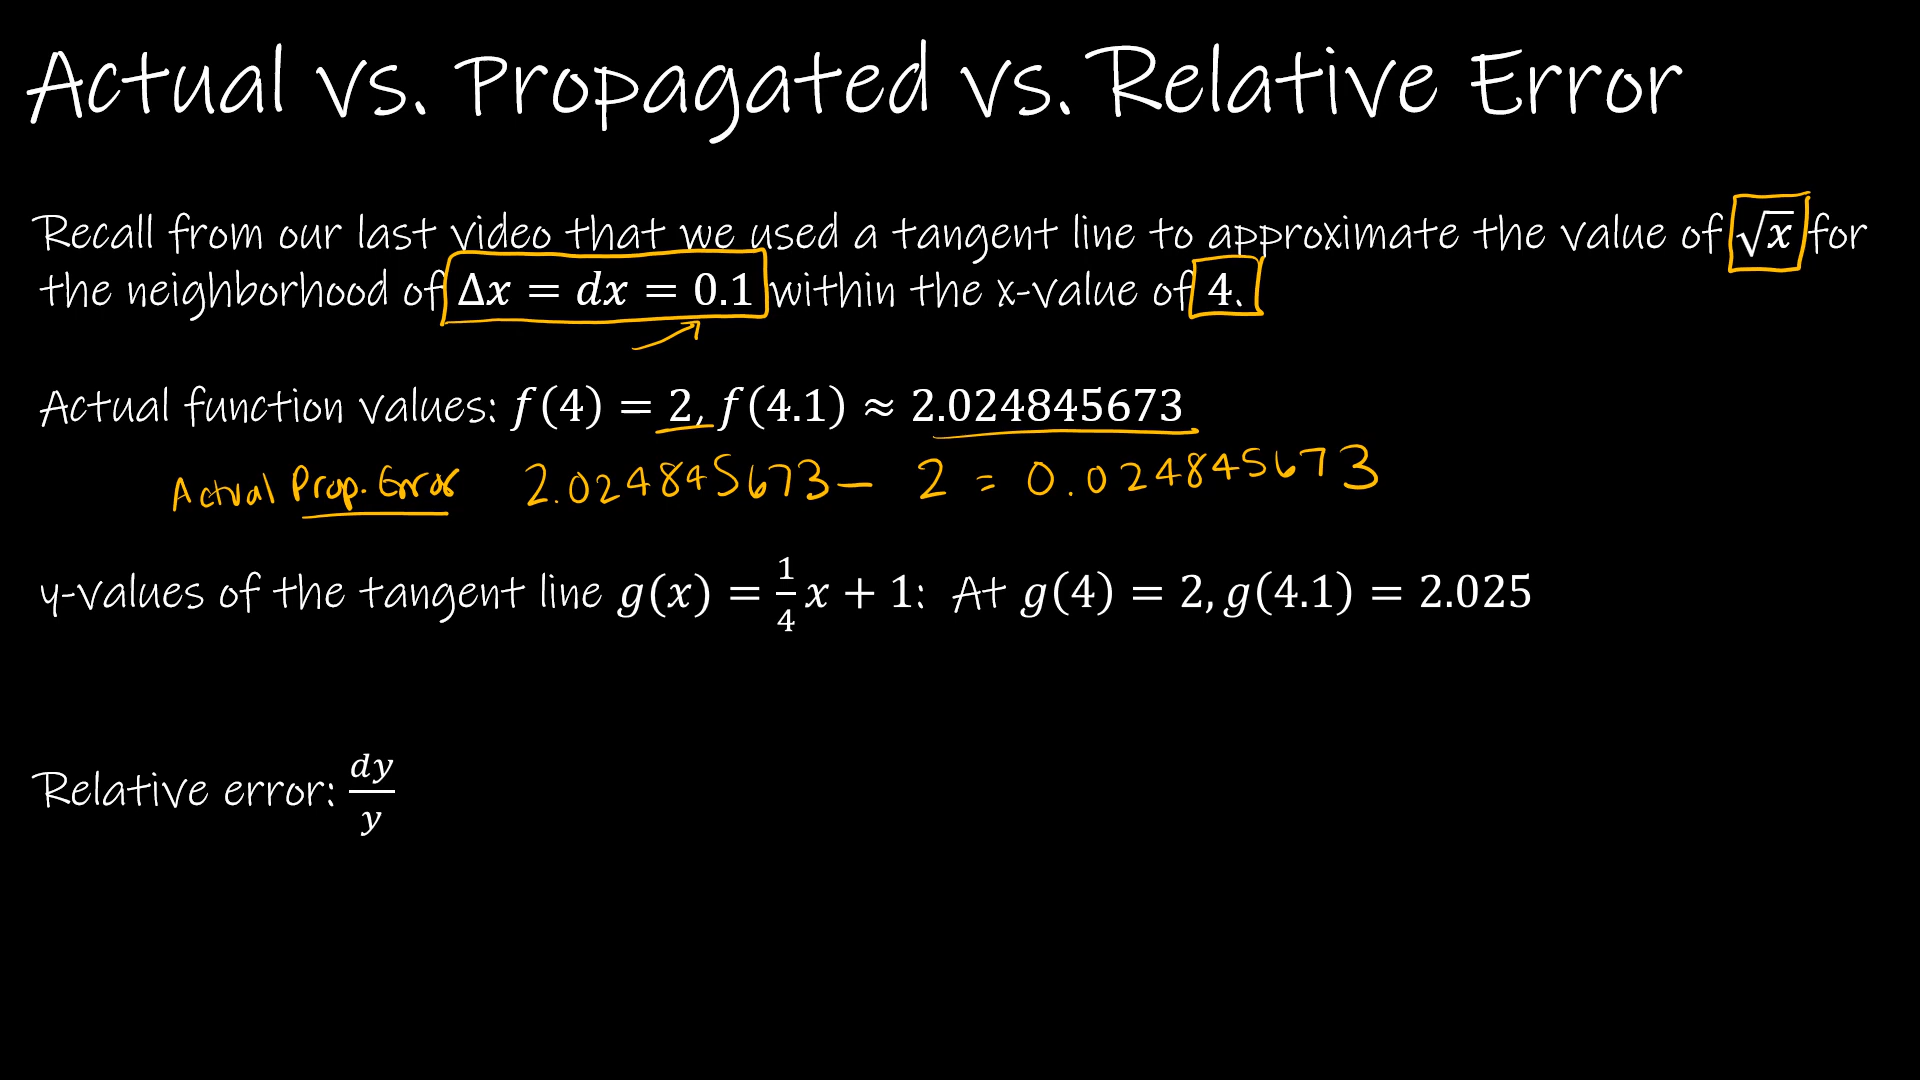 Actual vs. Propagated vs. Relative Error
Recall from our last video that we used a tangent line to approximate the value of √x for
the neighborhood of Δx = dx = 0.1 within the x-value of 4.
Actual function values: f(4) = 2, f(4.1) ≈ 2.024845673
Actual Prop. Error 2.024845673 – 2 = 0.024845673
y-values of the tangent line g(x) = 1/4 x + 1: At g(4) = 2, g(4.1) = 2.025
Relative error: dy/y